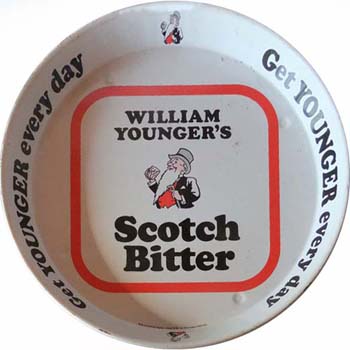 WILLIAM
YOUNGER'S
Scotch
Bitter
Get YOUNGER every day
Get YOUNGER every day